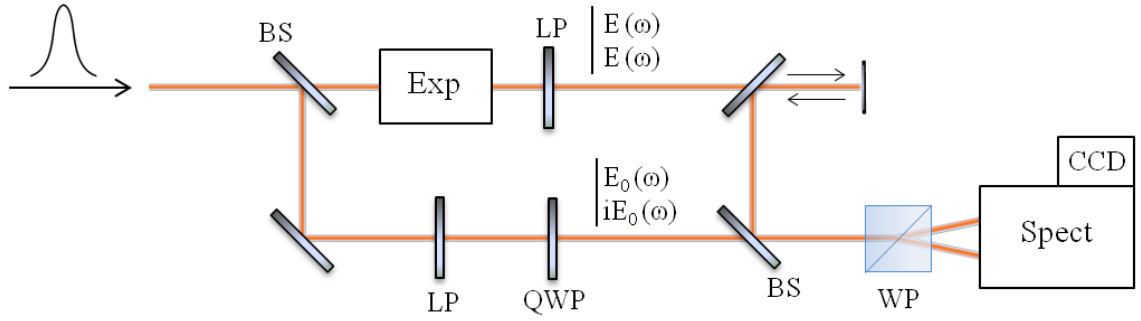 BS
LP
E(ω)
E(ω)
Exp
CCD
E₀(ω)
iE₀(ω)
Spect
LP
QWP
BS
WP